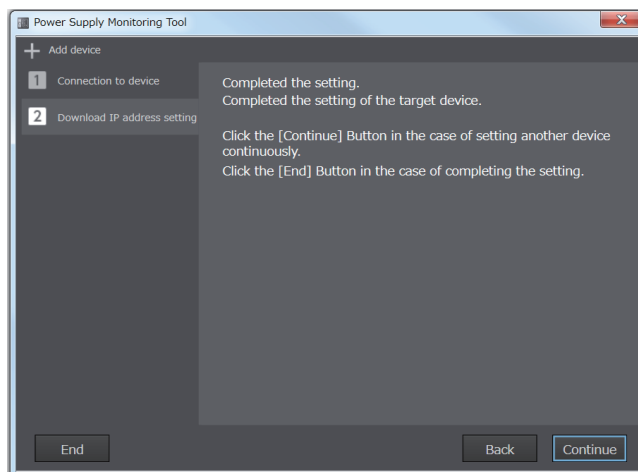 Power Supply Monitoring Tool
Add device
1 Connection to device
2 Download IP address setting
Completed the setting.
Completed the setting of the target device.
Click the [Continue] Button in the case of setting another device
continuously.
Click the [End] Button in the case of completing the setting.
End
Back
Continue